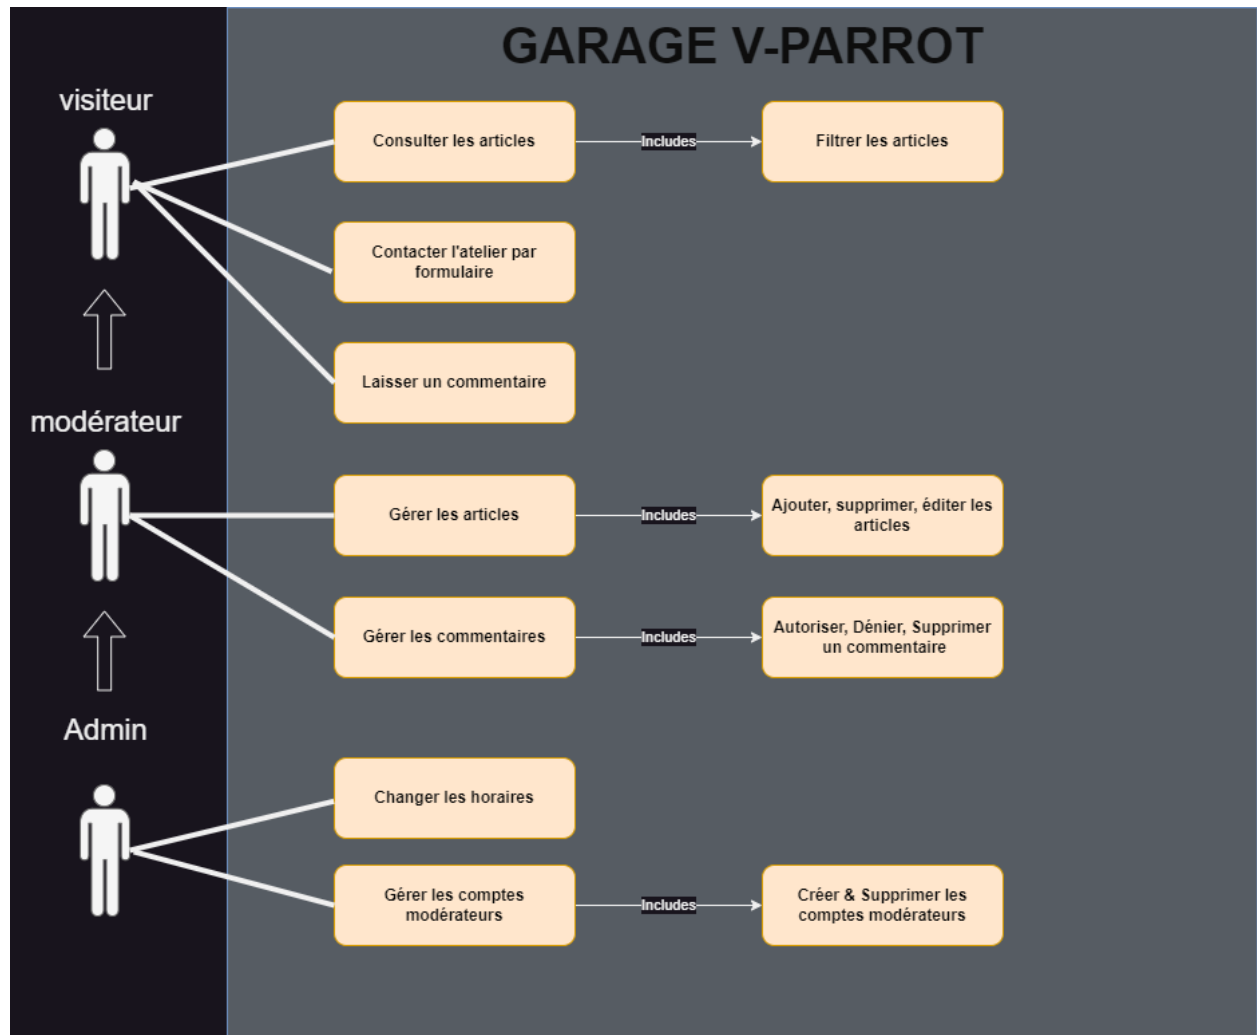 GARAGE V-PARROT
visiteur
Consulter les articles
Includes
Filtrer les articles
Contacter l'atelier par
formulaire
Laisser un commentaire
modérateur
Gérer les articles
Includes
Ajouter, supprimer, éditer les
articles
Gérer les commentaires
Includes
Autoriser, Dénier, Supprimer
un commentaire
Admin
Changer les horaires
Gérer les comptes
modérateurs
Includes
Créer & Supprimer les
comptes modérateurs